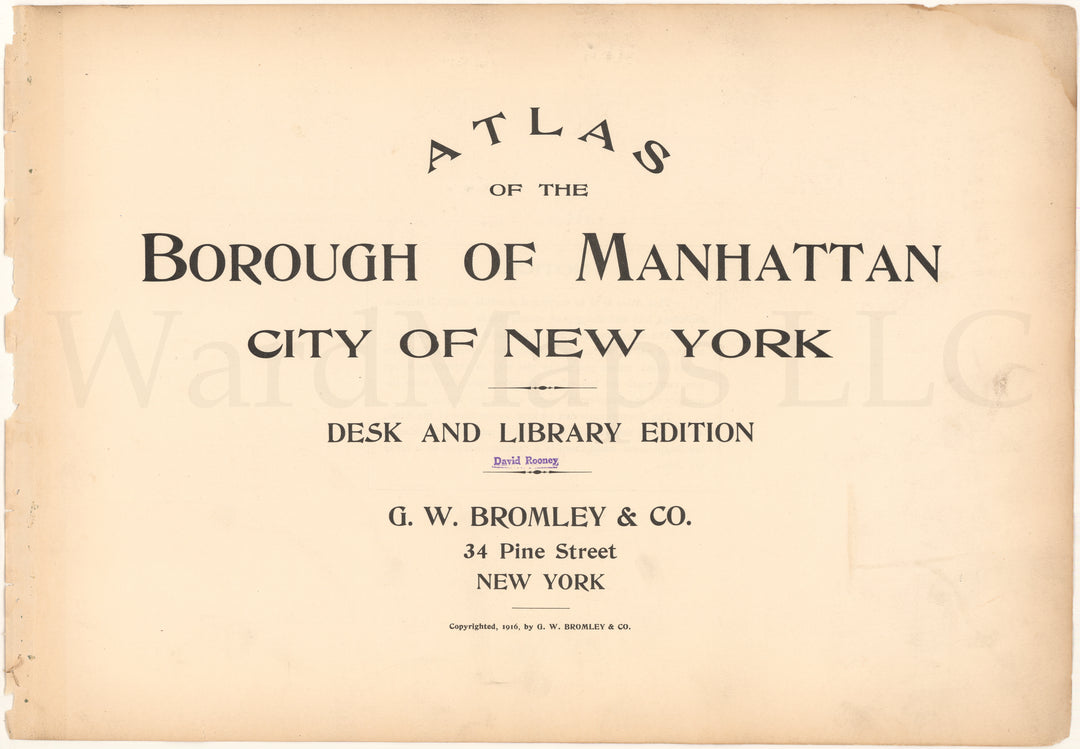 ATLAS
OF THE
BOROUGH OF MANHATTAN
CITY OF NEW YORK
WardMaps LLC
DESK AND LIBRARY EDITION
David Rooney
G. W. BROMLEY & CO.
34 Pine Street
NEW YORK
Copyrighted, 1916, by G. W. BROMLEY & CO.